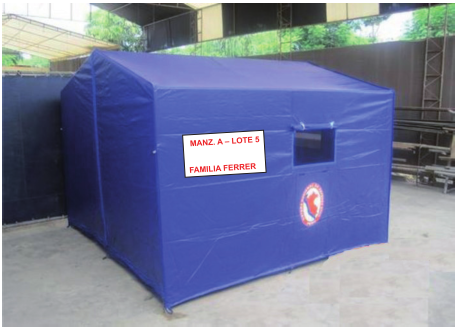 MANZ. A – LOTE 5
FAMILIA FERRER